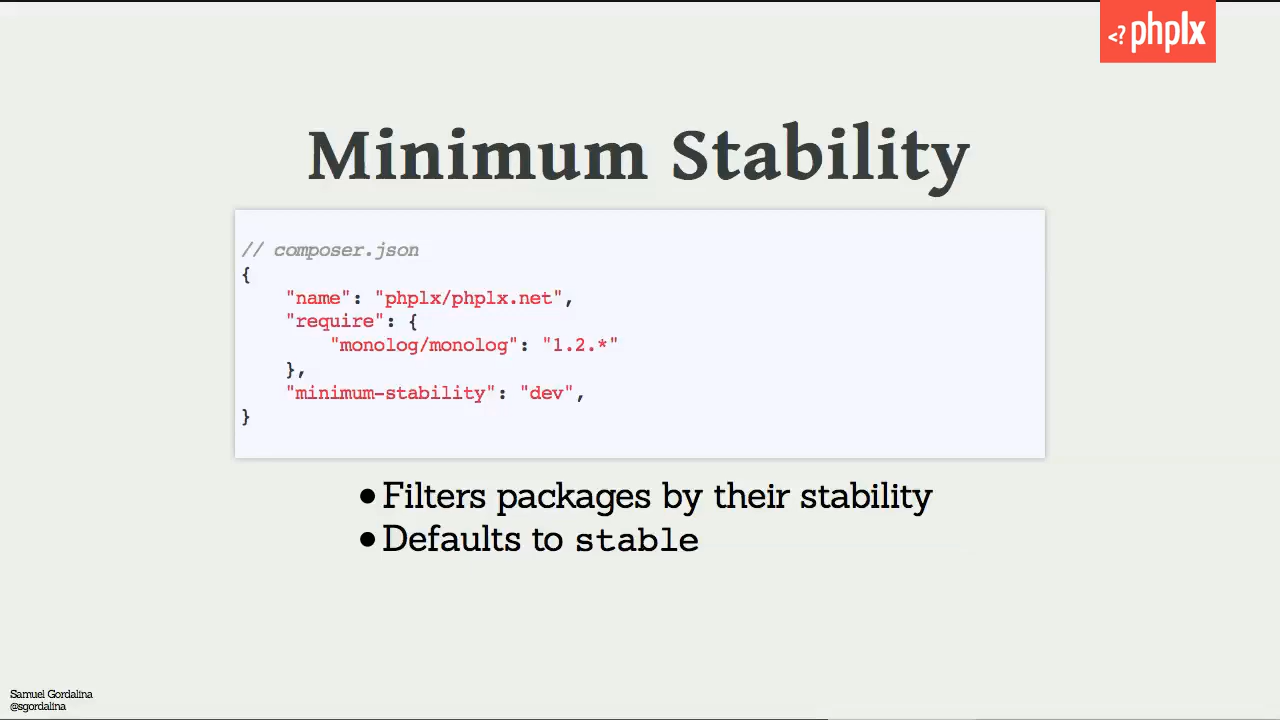 <? phplx
Minimum Stability
// composer.json
{
    "name": "phplx/phplx.net",
    "require": {
        "monolog/monolog": "1.2.*"
    },
    "minimum-stability": "dev",
}
●Filters packages by their stability
●Defaults to stable
Samuel Gordalina
@sgordalina